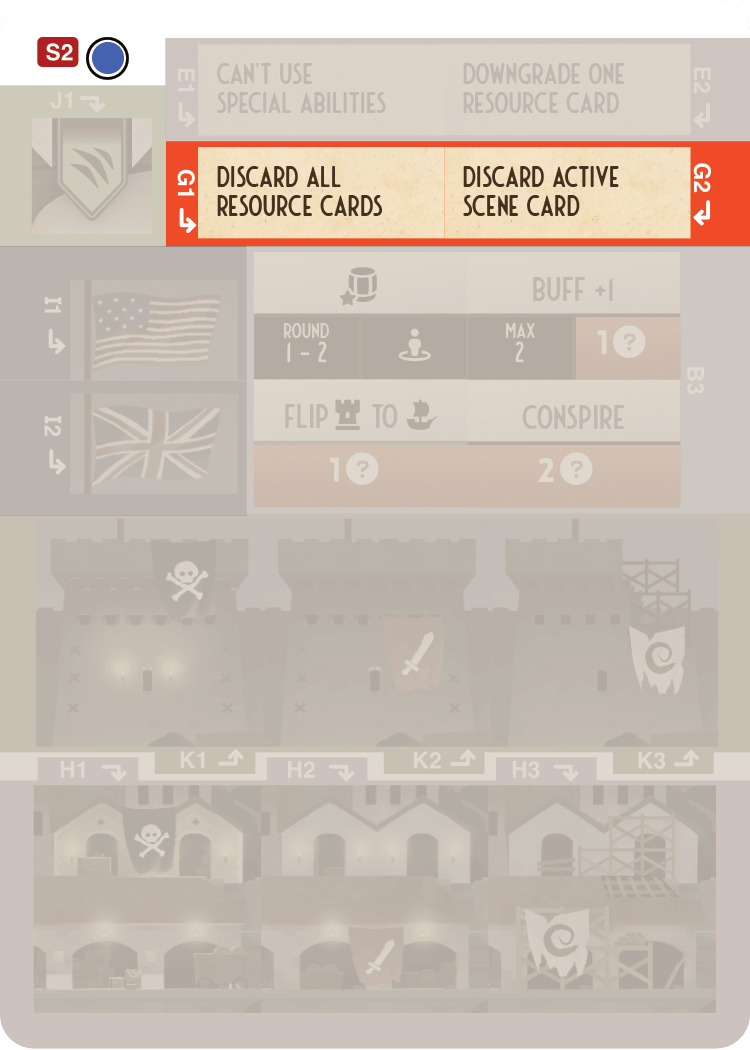 S2
J1
E1
CAN'T USE
SPECIAL ABILITIES
DOWNGRADE ONE
RESOURCE CARD
E2
G1
DISCARD ALL
RESOURCE CARDS
DISCARD ACTIVE
SCENE CARD
G2
I1
BUFF +1
ROUND
1 – 2
MAX
2
1 ?
I2
FLIP TO
CONSPIRE
1 ?
2 ?
B3
K1
K2
K3
H1
H2
H3